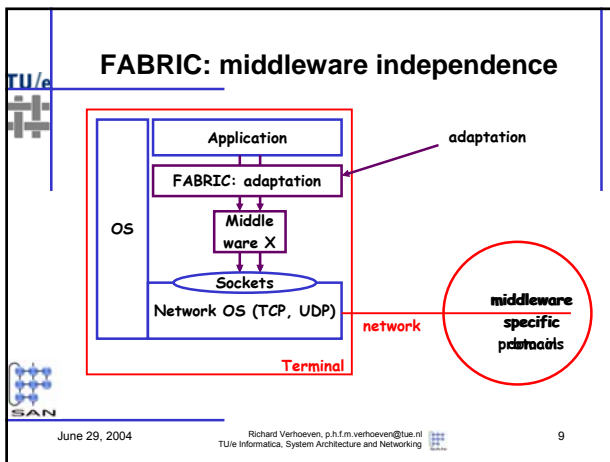 FABRIC: middleware independence
TU/e
Application
adaptation
FABRIC: adaptation
OS
Middle
ware X
Sockets
Network OS (TCP, UDP)
network
middleware
specific
Terminal
SAN
June 29, 2004
Richard Verhoeven, p.h.f.m.verhoeven@tue.nl
TU/e Informatica, System Architecture and Networking
9